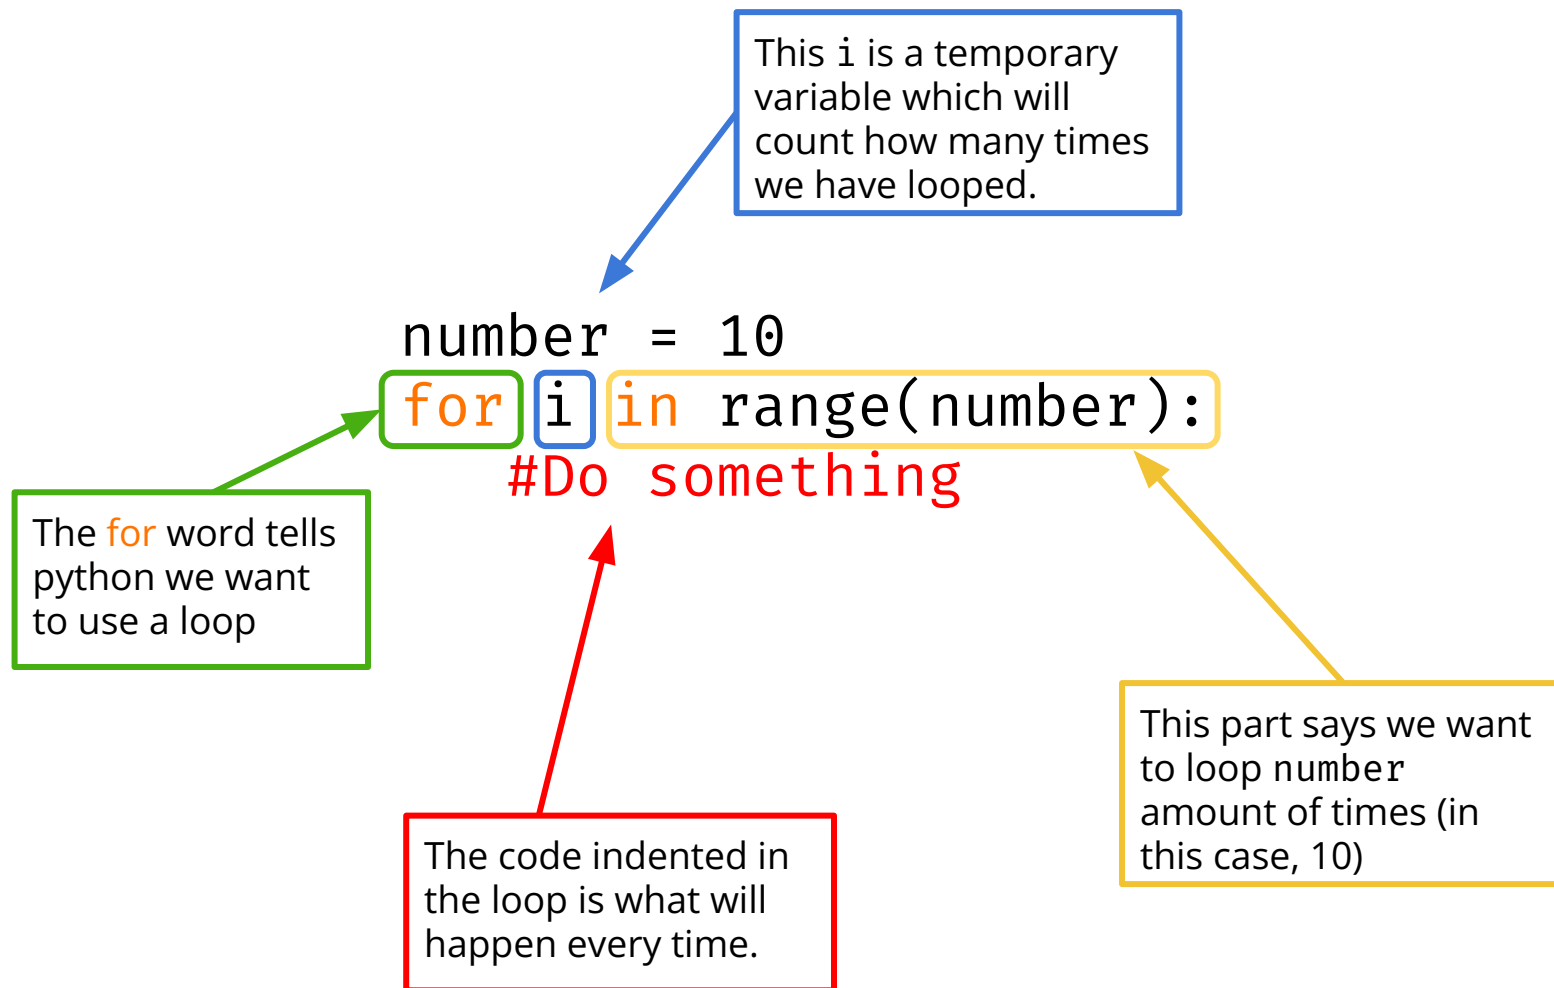 This i is a temporary
variable which will
count how many times
we have looped.
number = 10
for i in range(number):
#Do something
The for word tells
python we want
to use a loop
This part says we want
to loop number
amount of times (in
this case, 10)
The code indented in
the loop is what will
happen every time.